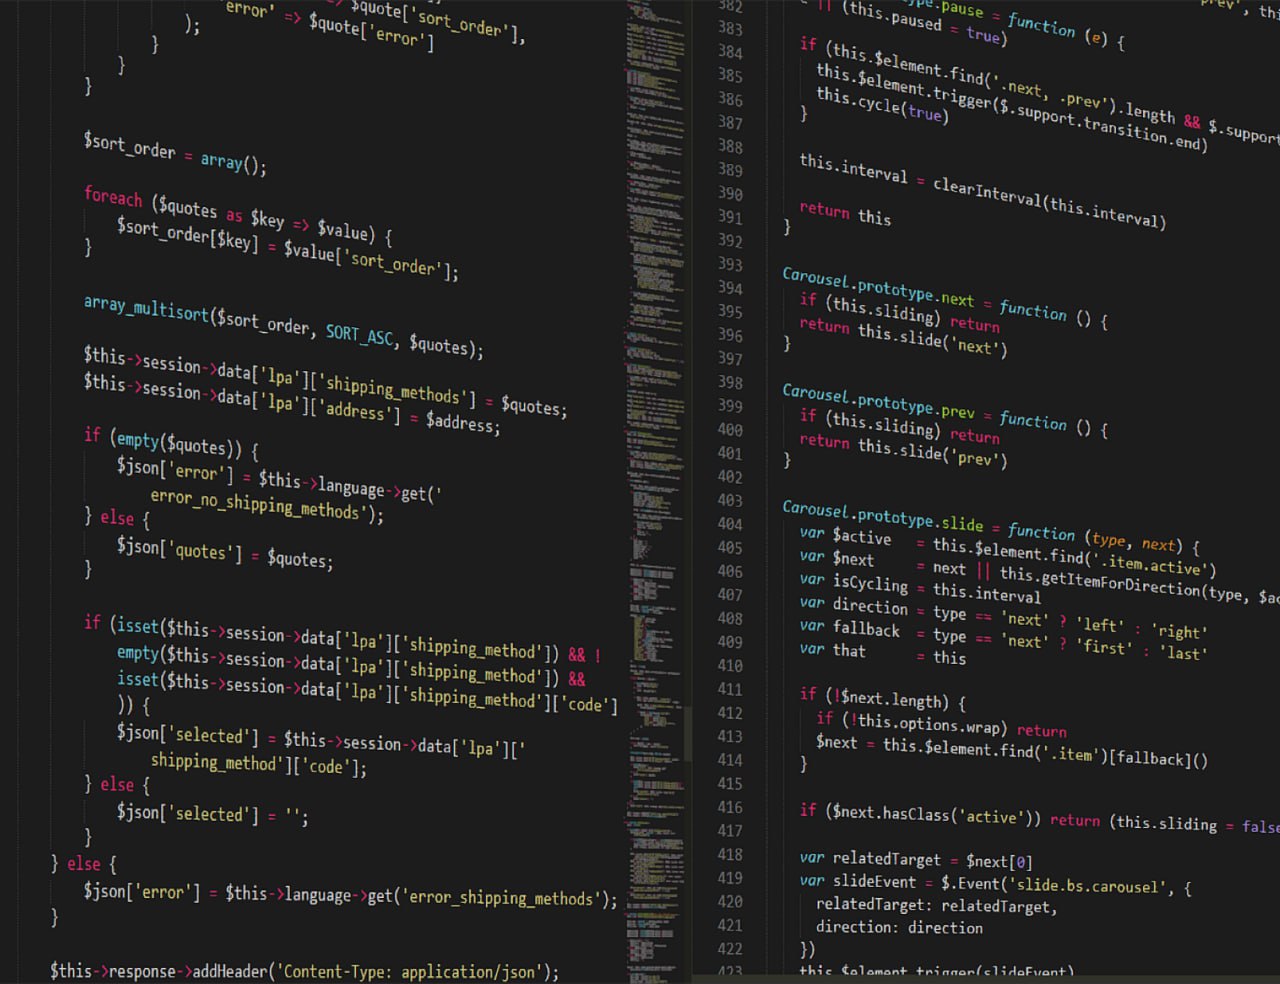 $quote['sort_order'],
error' => $quote['error']
);
}
}
}
$sort_order = array();
foreach ($quotes as $key => $value) {
$sort_order[$key] = $value['sort_order'];
}
array_multisort($sort_order, SORT_ASC, $quotes);
$this->session->data['lpa']['shipping_methods'] = $quotes;
$this->session->data['lpa']['address'] = $address;
if (empty($quotes)) {
$json['error'] = $this->language->get('
error_no_shipping_methods');
} else {
$json['quotes'] = $quotes;
}
if (isset($this->session->data['lpa']['shipping_method']) && !
empty($this->session->data['lpa']['shipping_method']) &&
isset($this->session->data['lpa']['shipping_method']['code']
)) {
$json['selected'] = $this->session->data['lpa']['
shipping_method']['code'];
} else {
$json['selected'] = '';
}
} else {
$json['error'] = $this->language->get('error_shipping_methods');
}
$this->response->addHeader('Content-Type: application/json');
382
383
384
385
386
387
388
389
390
391
392
393
394
395
396
397
398
399
400
401
402
403
404
405
406
407
408
409
410
411
412
413
414
415
416
417
418
419
420
421
422
423
.pause = function (e) {
|| (this.paused = true)
if (this.$element.find('.next, .prev').length && $.support
this.$element.trigger($.support.transition.end)
this.cycle(true)
}
this.interval = clearInterval(this.interval)
return this
}
Carousel.prototype.next = function () {
if (this.sliding) return
return this.slide('next')
}
Carousel.prototype.prev = function () {
if (this.sliding) return
return this.slide('prev')
}
Carousel.prototype.slide = function (type, next) {
var $active = this.$element.find('.item.active')
var $next = next || this.getItemForDirection(type, $ac
var isCycling = this.interval
var direction = type == 'next' ? 'left' : 'right'
var fallback = type == 'next' ? 'first' : 'last'
var that = this
if (!$next.length) {
if (!this.options.wrap) return
$next = this.$element.find('.item')[fallback]()
}
if ($next.hasClass('active')) return (this.sliding = false
var relatedTarget = $next[0]
var slideEvent = $.Event('slide.bs.carousel', {
relatedTarget: relatedTarget,
direction: direction
})
this.$element.trigger(slideEvent)